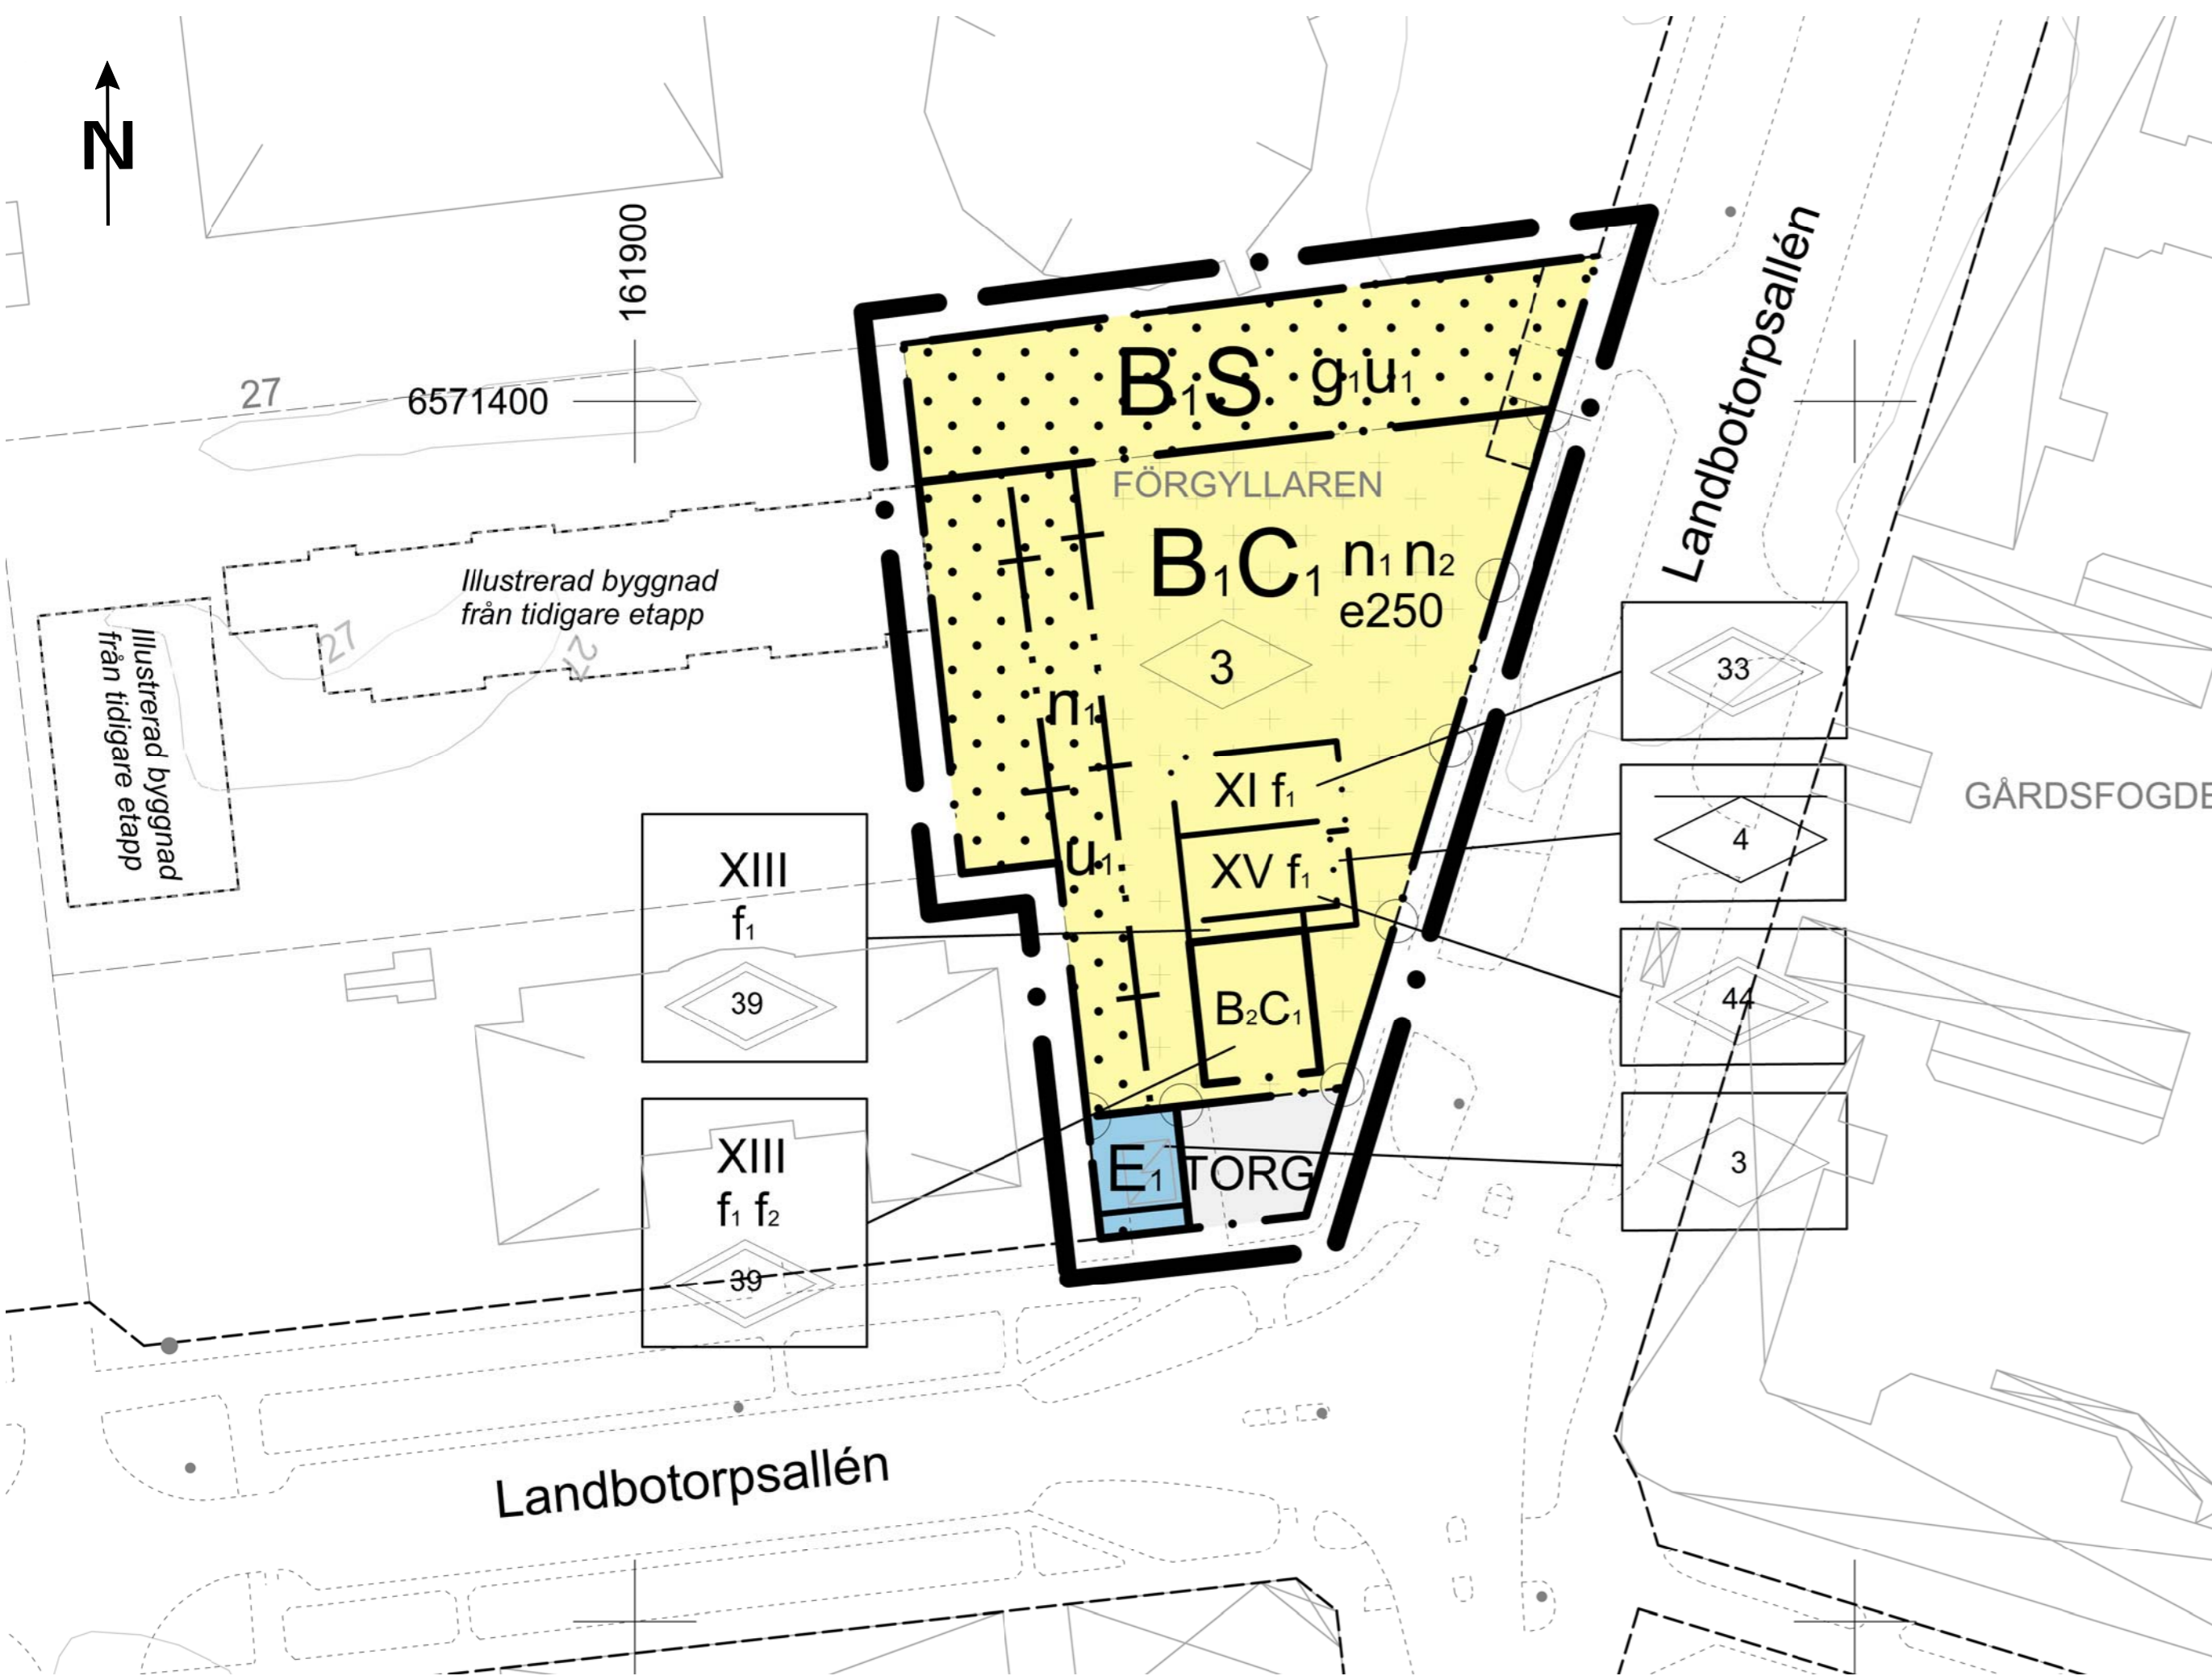 N
161900
6571400
27
27
27
Landbotorpsallén
B₁S g₁u₁
FÖRGYLLAREN
B₁C₁ n₁ n₂
e250
3
Illustrerad byggnad
från tidigare etapp
Illustrerad byggnad
från tidigare etapp
n₁
u₁
XI f₁
XV f₁
B₂C₁
E₁ TORG
33
4
44
3
GÅRDSFOGDE
XIII
f₁
39
XIII
f₁ f₂
39
Landbotorpsallén